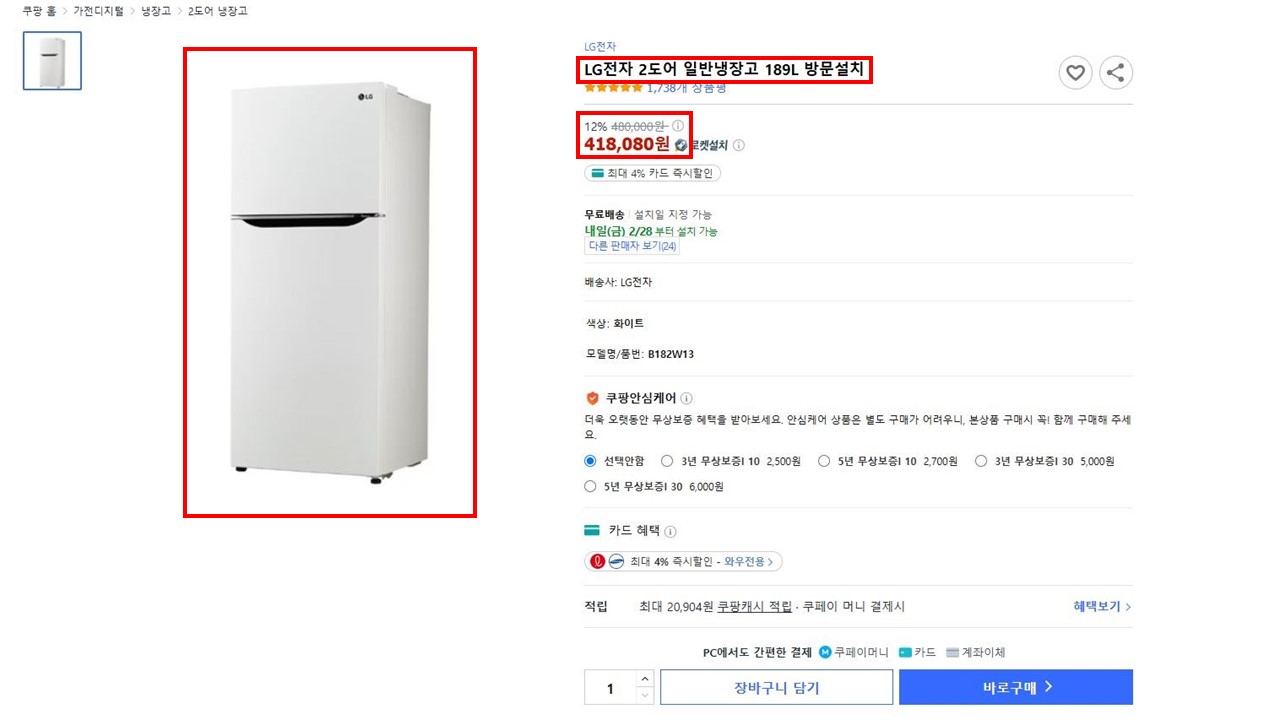 쿠팡 홈 > 가전디지털 > 냉장고 > 2도어 냉장고
LG
LG전자
LG전자 2도어 일반냉장고 189L 방문설치
1,738개 상품평
12% 480,000원
418,080원 로켓설치
최대 4% 카드 즉시할인
무료배송 설치일 지정 가능
내일(금) 2/28 부터 설치 가능
다른 판매자 보기(24)
배송사: LG전자
색상: 화이트
모델명/품번: B182W13
쿠팡안심케어
더욱 오랫동안 무상보증 혜택을 받아보세요. 안심케어 상품은 별도 구매가 어려우니, 본상품 구매시 꼭! 함께 구매해 주세
요.
선택안함 3년 무상보증I 10 2,500원 5년 무상보증I 10 2,700원 3년 무상보증I 30 5,000원
5년 무상보증I 30 6,000원
카드 혜택
최대 4% 즉시할인 - 와우전용 >
적립 최대 20,904원 쿠팡캐시 적립 · 쿠페이 머니 결제시 혜택보기 >
PC에서도 간편한 결제 쿠페이머니 카드 계좌이체
1 장바구니 담기 바로구매 >